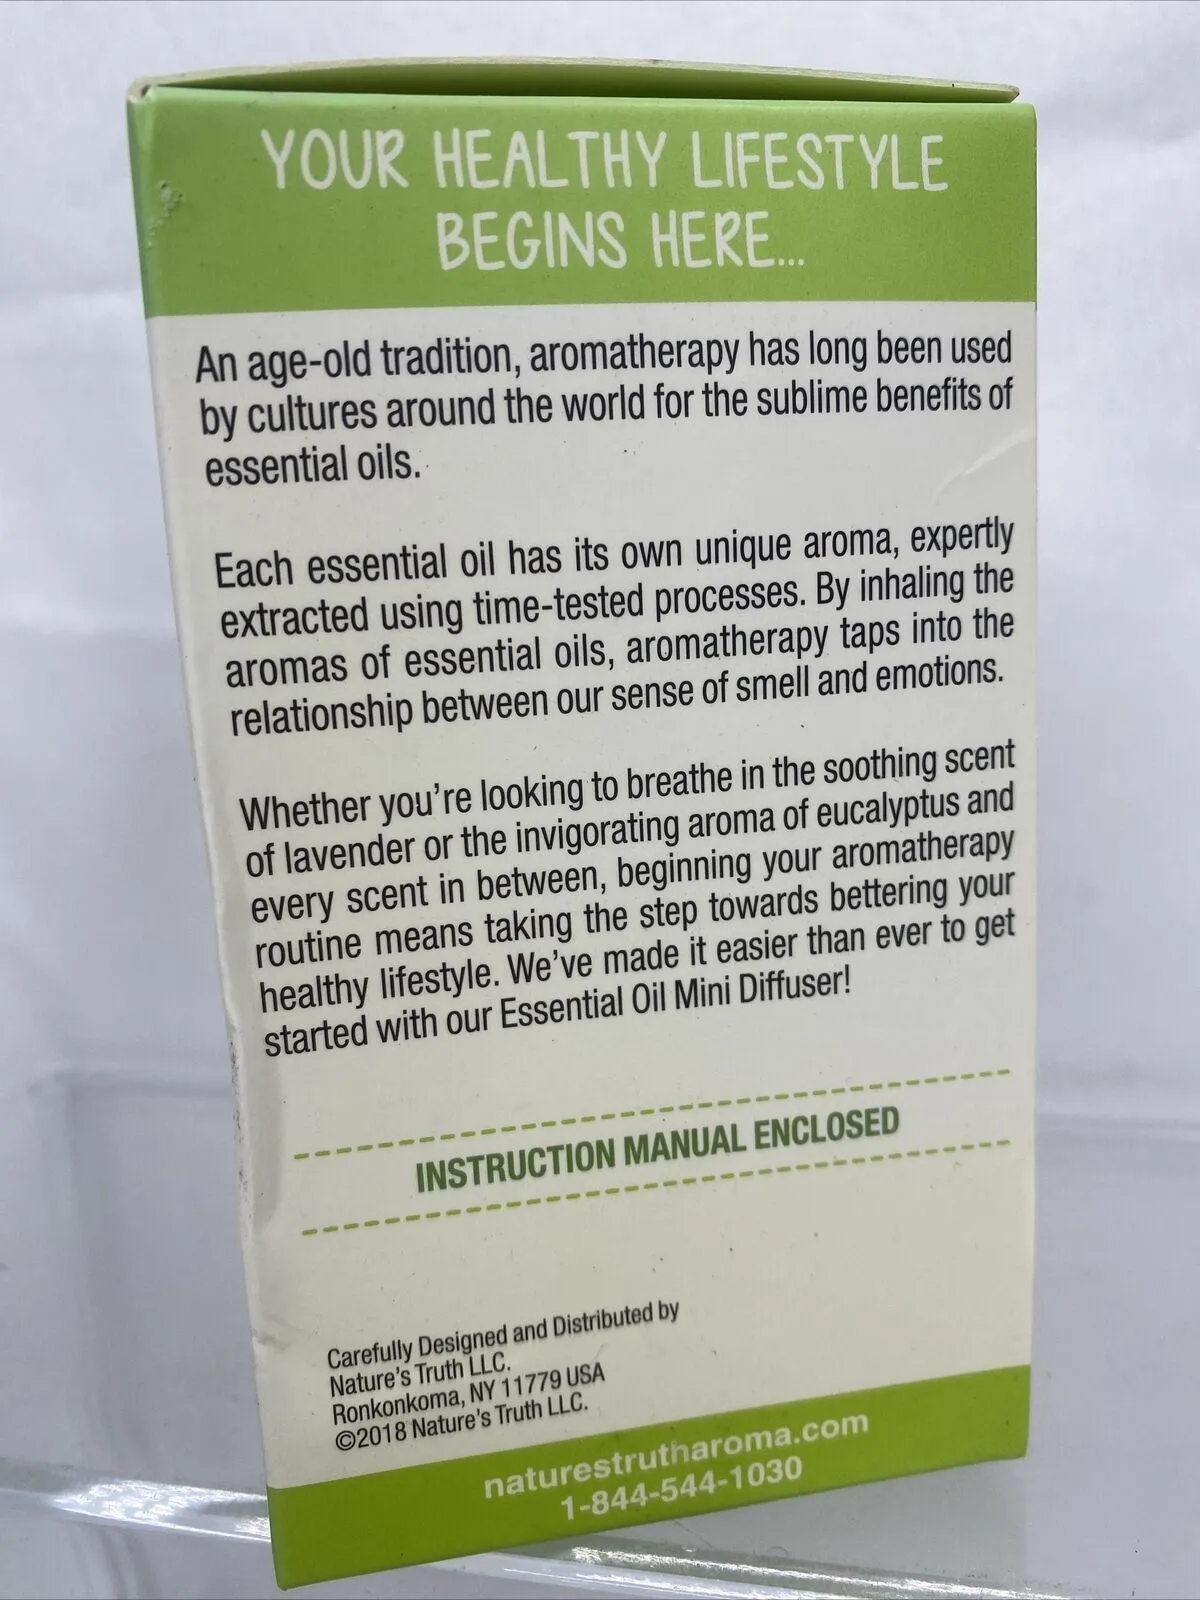 YOUR HEALTHY LIFESTYLE
BEGINS HERE...
An age-old tradition, aromatherapy has long been used
by cultures around the world for the sublime benefits of
essential oils.
Each essential oil has its own unique aroma, expertly
extracted using time-tested processes. By inhaling the
aromas of essential oils, aromatherapy taps into the
relationship between our sense of smell and emotions.
Whether you're looking to breathe in the soothing scent
of lavender or the invigorating aroma of eucalyptus and
every scent in between, beginning your aromatherapy
routine means taking the step towards bettering your
healthy lifestyle. We've made it easier than ever to get
started with our Essential Oil Mini Diffuser!
INSTRUCTION MANUAL ENCLOSED
Carefully Designed and Distributed by
Nature's Truth LLC.
Ronkonkoma, NY 11779 USA
©2018 Nature's Truth LLC.
naturestrutharoma.com
1-844-544-1030